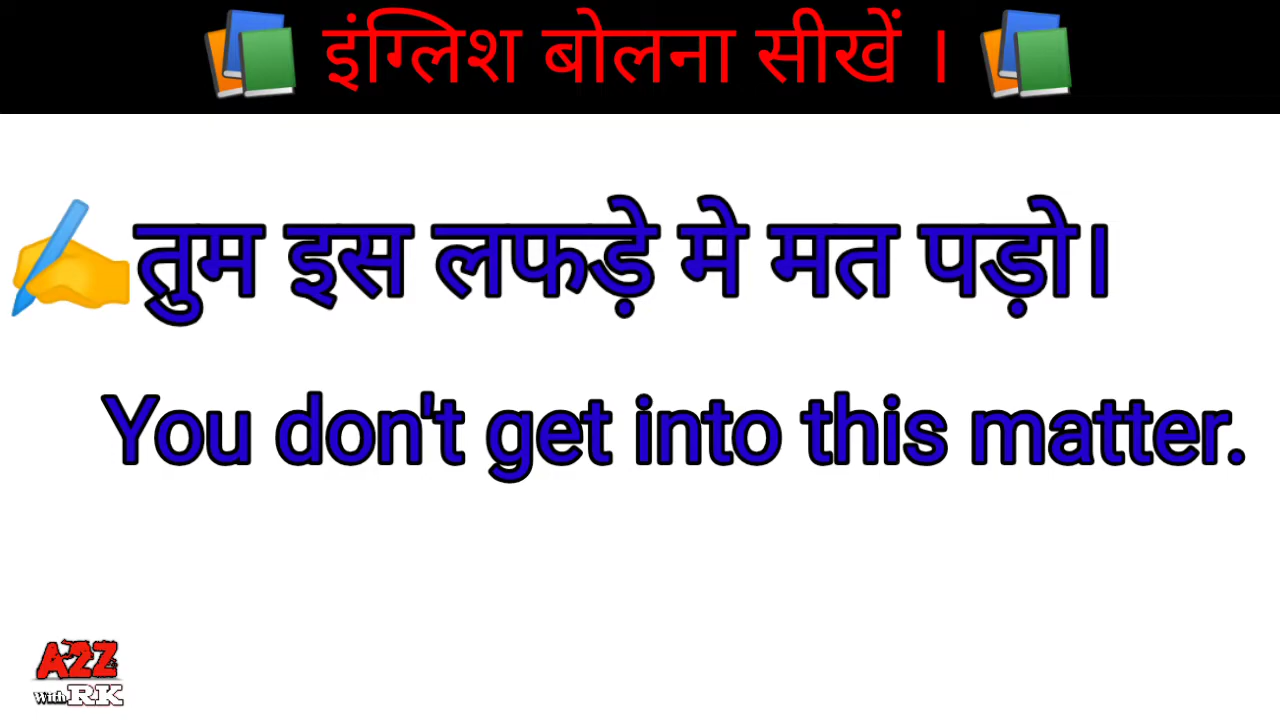 इंग्लिश बोलना सीखें ।
तुम इस लफड़े मे मत पड़ो।
You don't get into this matter.
A2Z
With RK